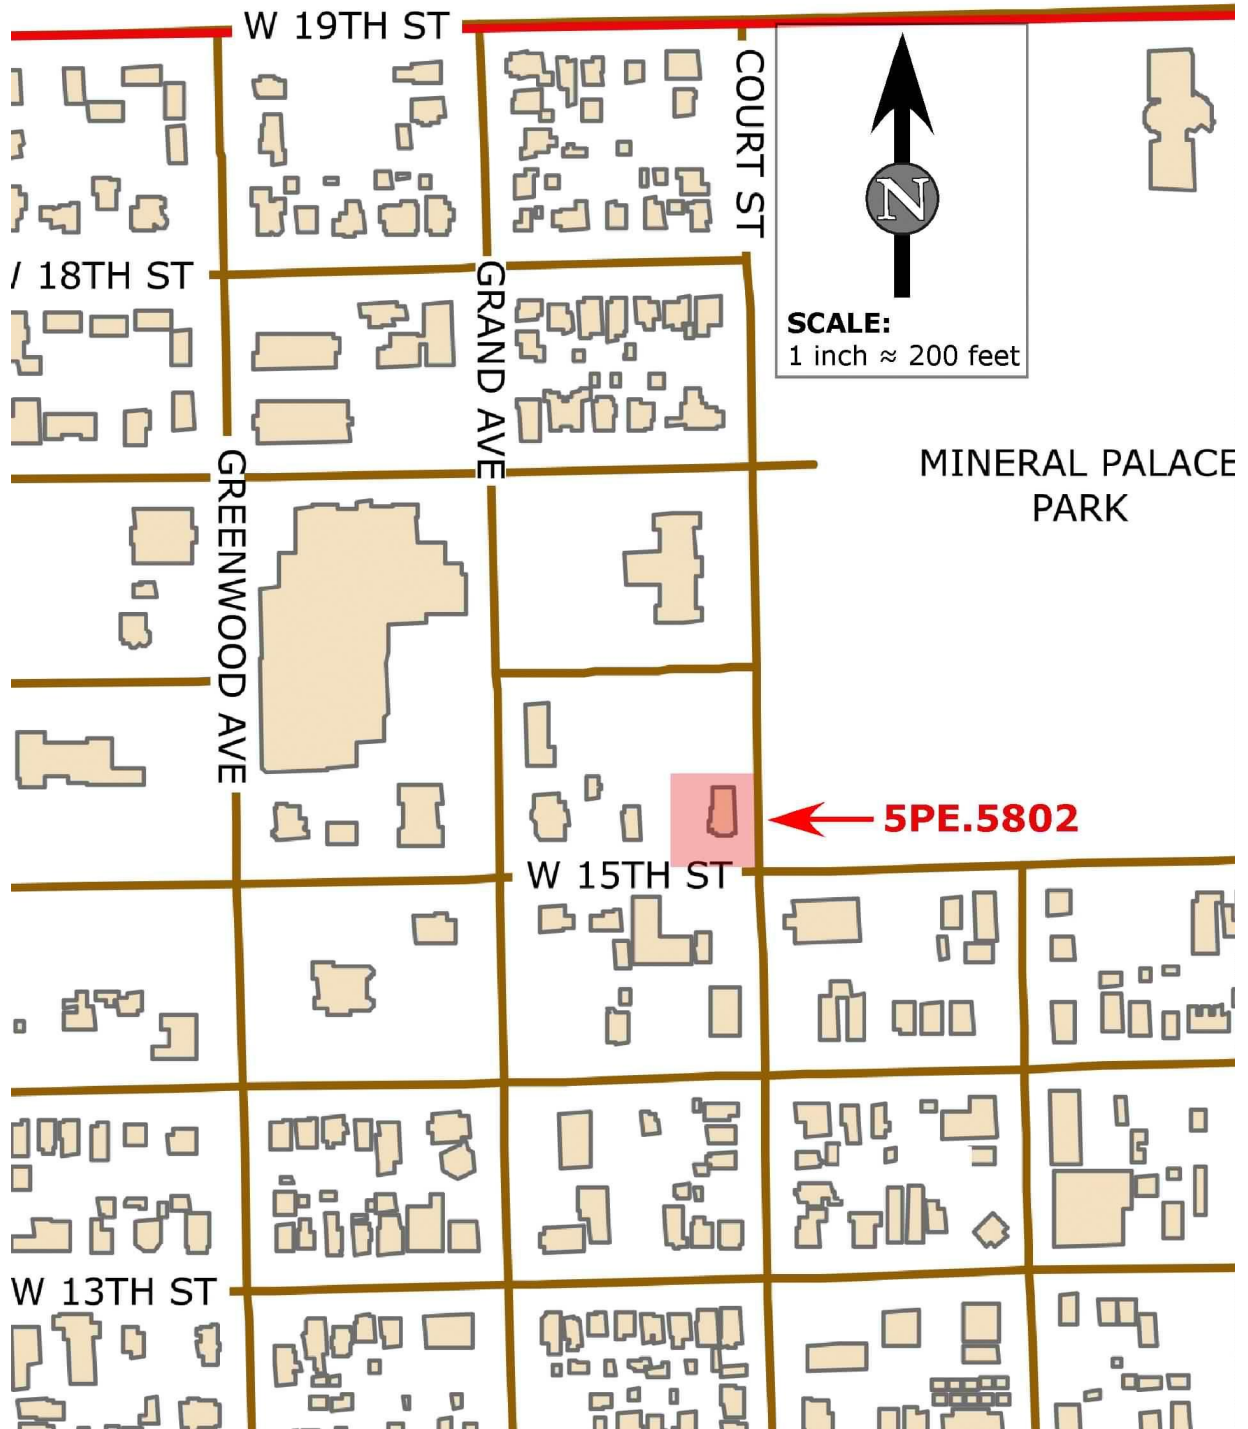 W 19TH ST
COURT ST
N
W 18TH ST
GRAND AVE
SCALE:
1 inch ≈ 200 feet
MINERAL PALACE
PARK
GREENWOOD AVE
5PE.5802
W 15TH ST
W 13TH ST